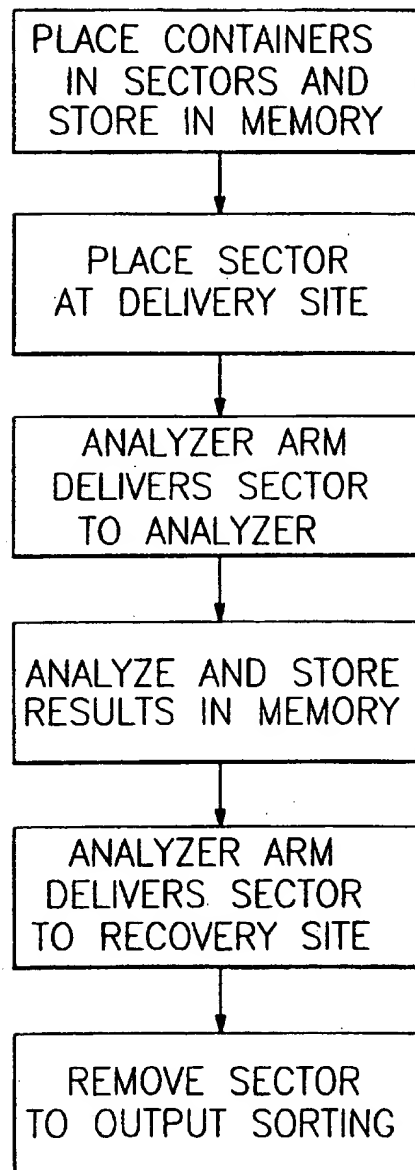 PLACE CONTAINERS
IN SECTORS AND
STORE IN MEMORY
PLACE SECTOR
AT DELIVERY SITE
ANALYZER ARM
DELIVERS SECTOR
TO ANALYZER
ANALYZE AND STORE
RESULTS IN MEMORY
ANALYZER ARM
DELIVERS SECTOR
TO RECOVERY SITE
REMOVE SECTOR
TO OUTPUT SORTING